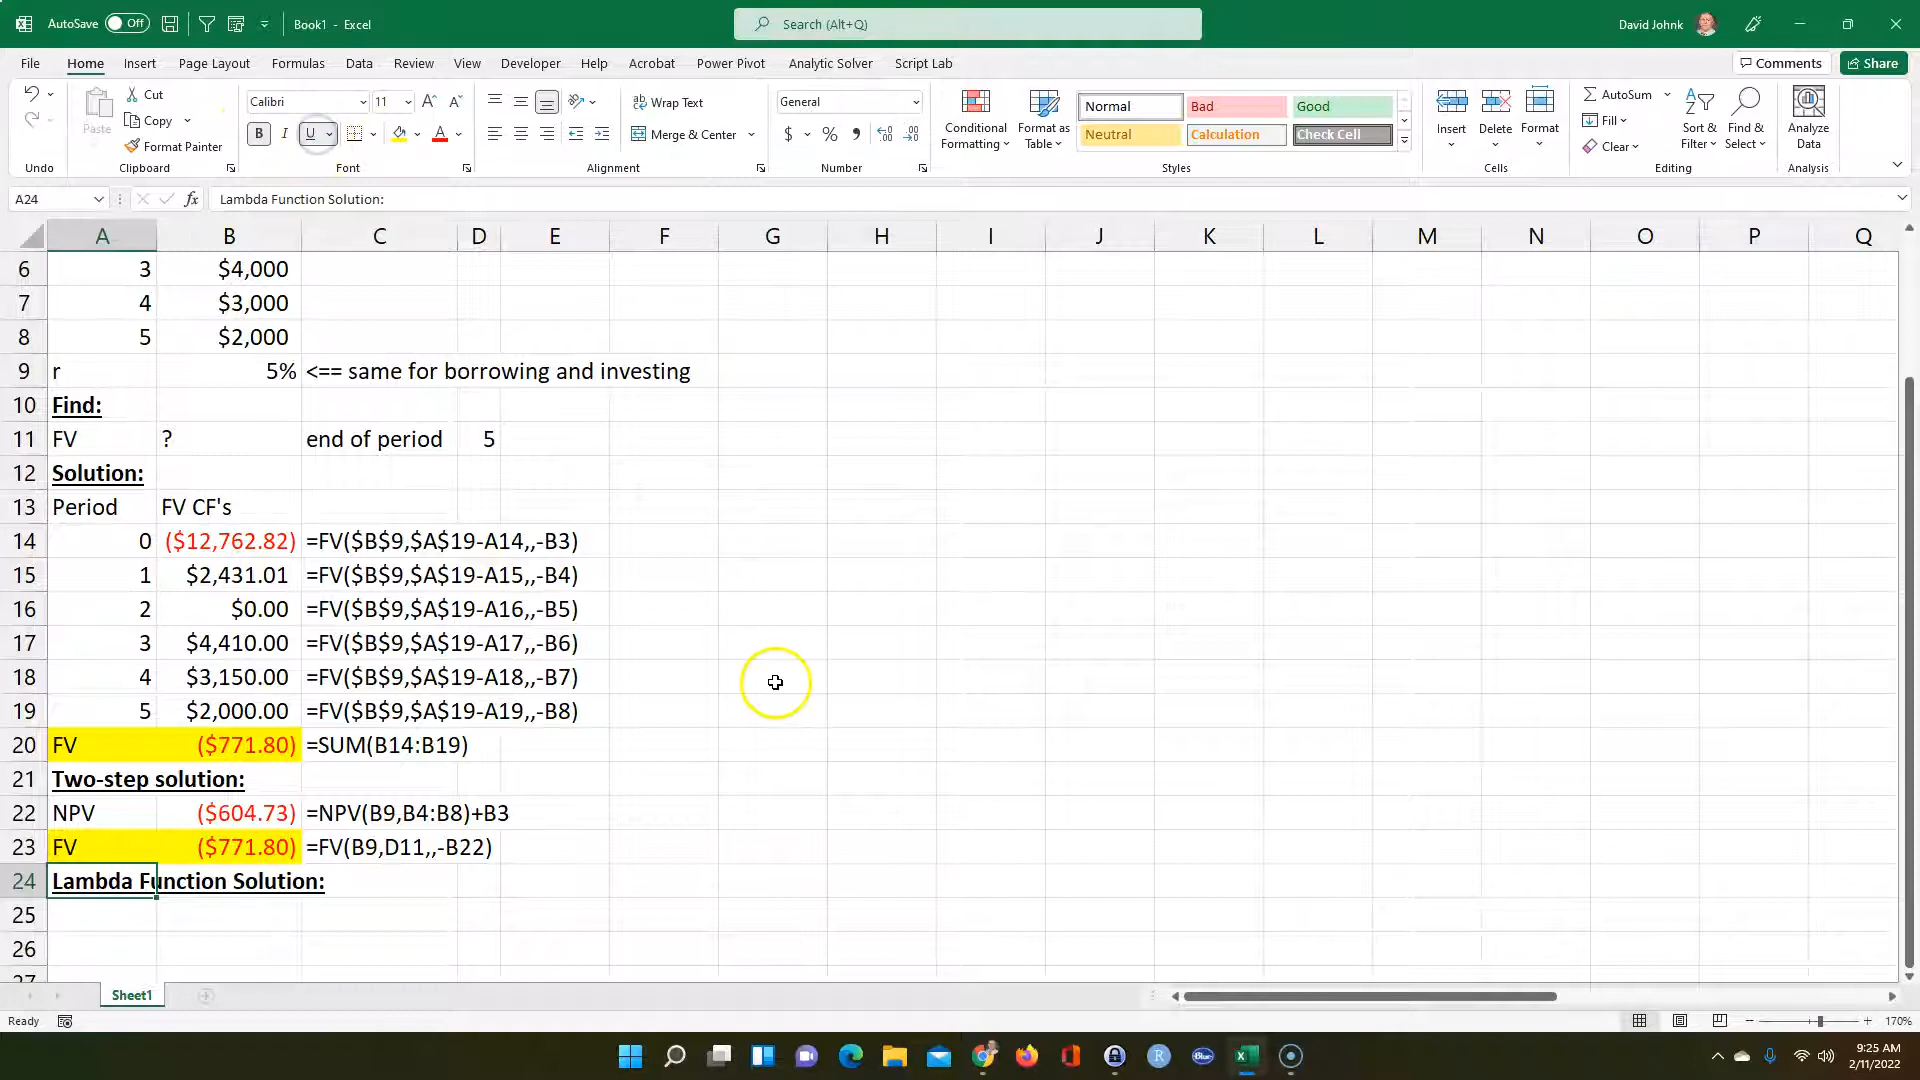 AutoSave Off Book1 - Excel Search (Alt+Q) David Johnk
File Home Insert Page Layout Formulas Data Review View Developer Help Acrobat Power Pivot Analytic Solver Script Lab Comments Share
Cut
Copy
Format Painter
Paste
Calibri 11
B I U
Wrap Text
Merge & Center
General
$ % ,
Conditional Formatting
Format as Table
Normal Bad Good
Neutral Calculation Check Cell
Insert Delete Format
AutoSum
Fill
Clear
Sort & Filter
Find & Select
Analyze Data
Undo Clipboard Font Alignment Number Styles Cells Editing Analysis
A24 fx Lambda Function Solution:
A B C D E F G H I J K L M N O P Q
6 3 $4,000
7 4 $3,000
8 5 $2,000
9 r 5% <== same for borrowing and investing
10 Find:
11 FV ? end of period 5
12 Solution:
13 Period FV CF's
14 0 ($12,762.82) =FV($B$9,$A$19-A14,,-B3)
15 1 $2,431.01 =FV($B$9,$A$19-A15,,-B4)
16 2 $0.00 =FV($B$9,$A$19-A16,,-B5)
17 3 $4,410.00 =FV($B$9,$A$19-A17,,-B6)
18 4 $3,150.00 =FV($B$9,$A$19-A18,,-B7)
19 5 $2,000.00 =FV($B$9,$A$19-A19,,-B8)
20 FV ($771.80) =SUM(B14:B19)
21 Two-step solution:
22 NPV ($604.73) =NPV(B9,B4:B8)+B3
23 FV ($771.80) =FV(B9,D11,,-B22)
24 Lambda Function Solution:
25
26
27
Sheet1
Ready 170%
9:25 AM
2/11/2022